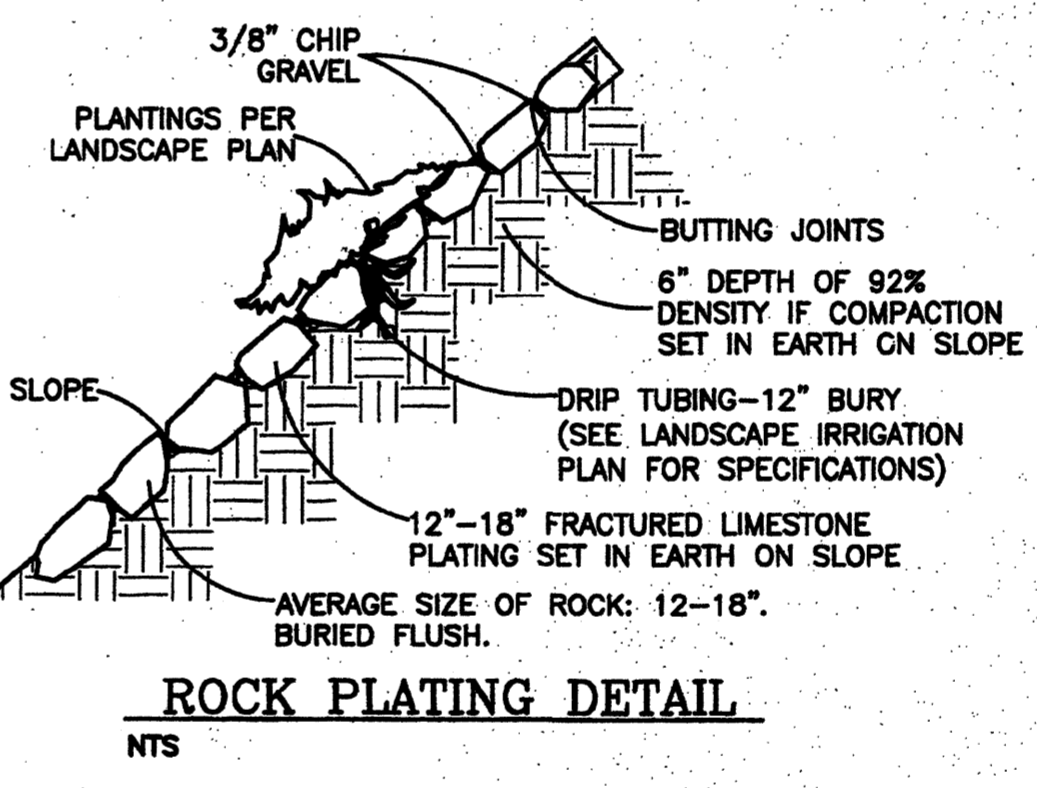 3/8" CHIP
GRAVEL
PLANTINGS PER
LANDSCAPE PLAN
BUTTING JOINTS
6" DEPTH OF 92%
DENSITY IF COMPACTION
SET IN EARTH ON SLOPE
SLOPE
DRIP TUBING-12" BURY
(SEE LANDSCAPE IRRIGATION
PLAN FOR SPECIFICATIONS)
12"-18" FRACTURED LIMESTONE
PLATING SET IN EARTH ON SLOPE
AVERAGE SIZE OF ROCK: 12-18".
BURIED FLUSH.
ROCK PLATING DETAIL
NTS